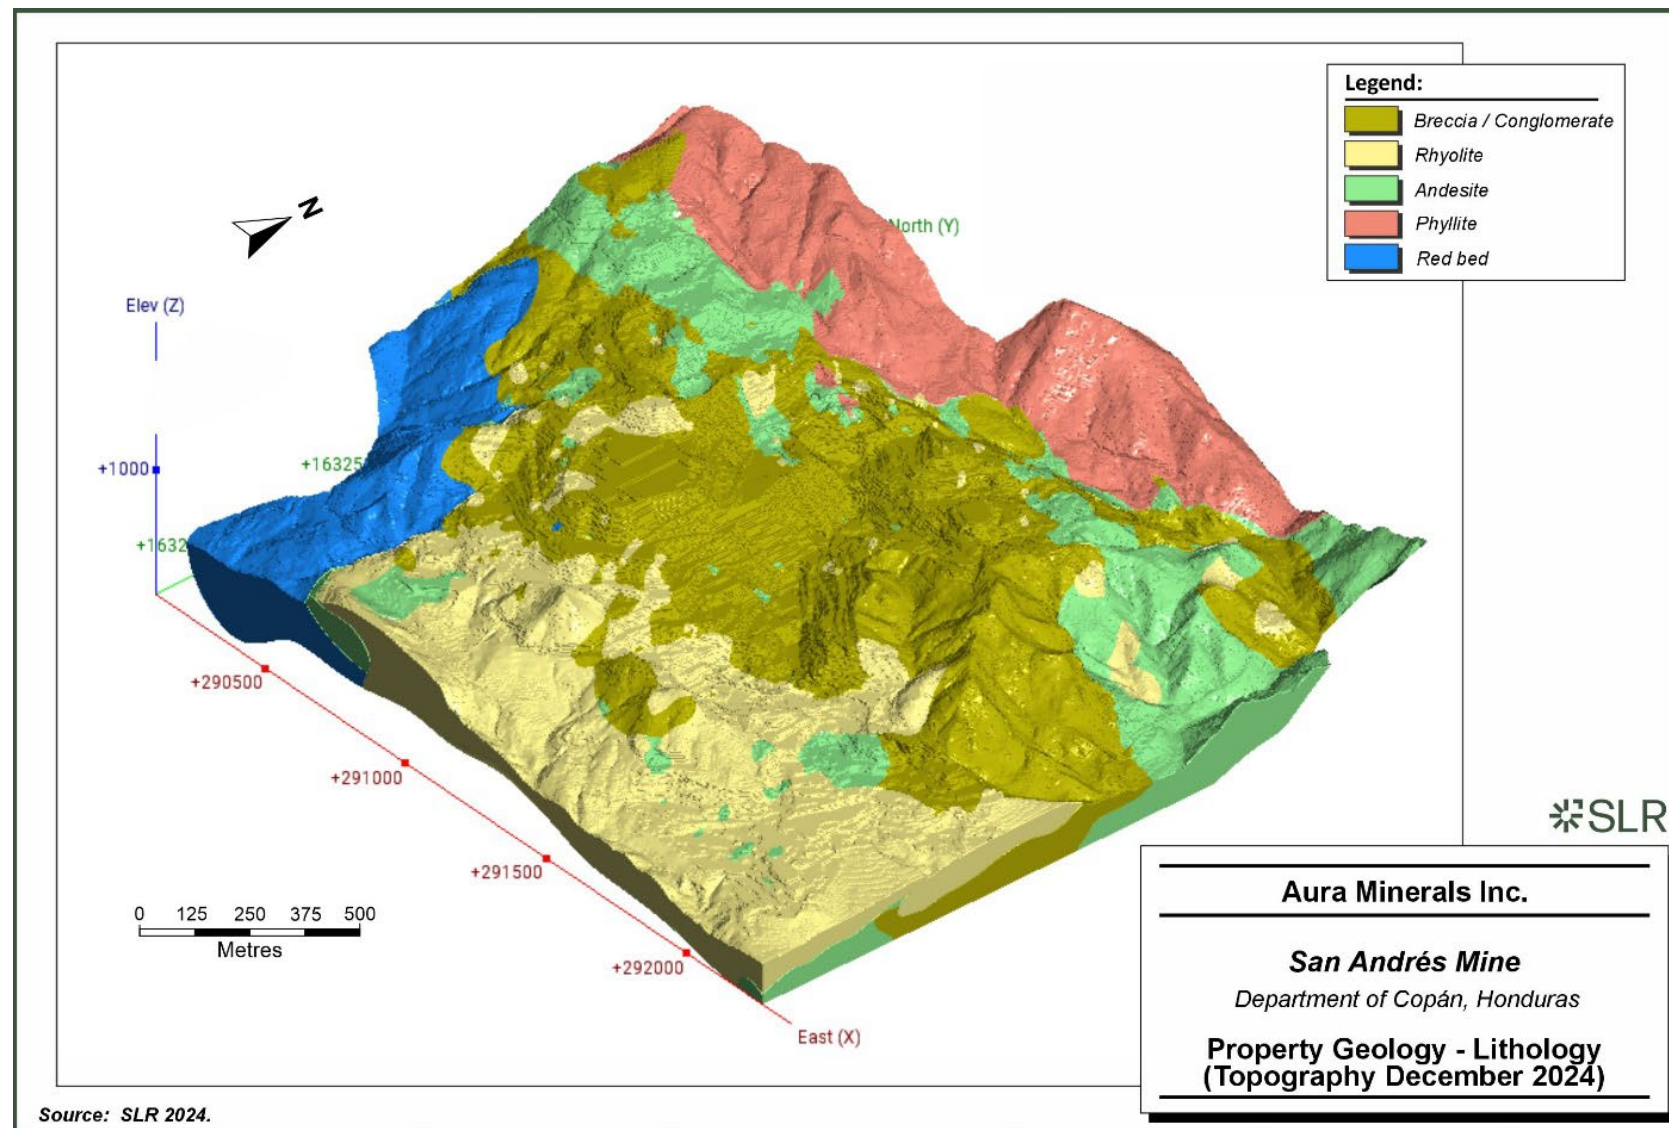 Legend:
Breccia / Conglomerate
Rhyolite
Andesite
Phyllite
Red bed
N
North (Y)
Elev (Z)
+1000
+16325
+1632
+290500
+291000
+291500
+292000
East (X)
0 125 250 375 500
Metres
SLR
Aura Minerals Inc.
San Andrés Mine
Department of Copán, Honduras
Property Geology - Lithology
(Topography December 2024)
Source: SLR 2024.